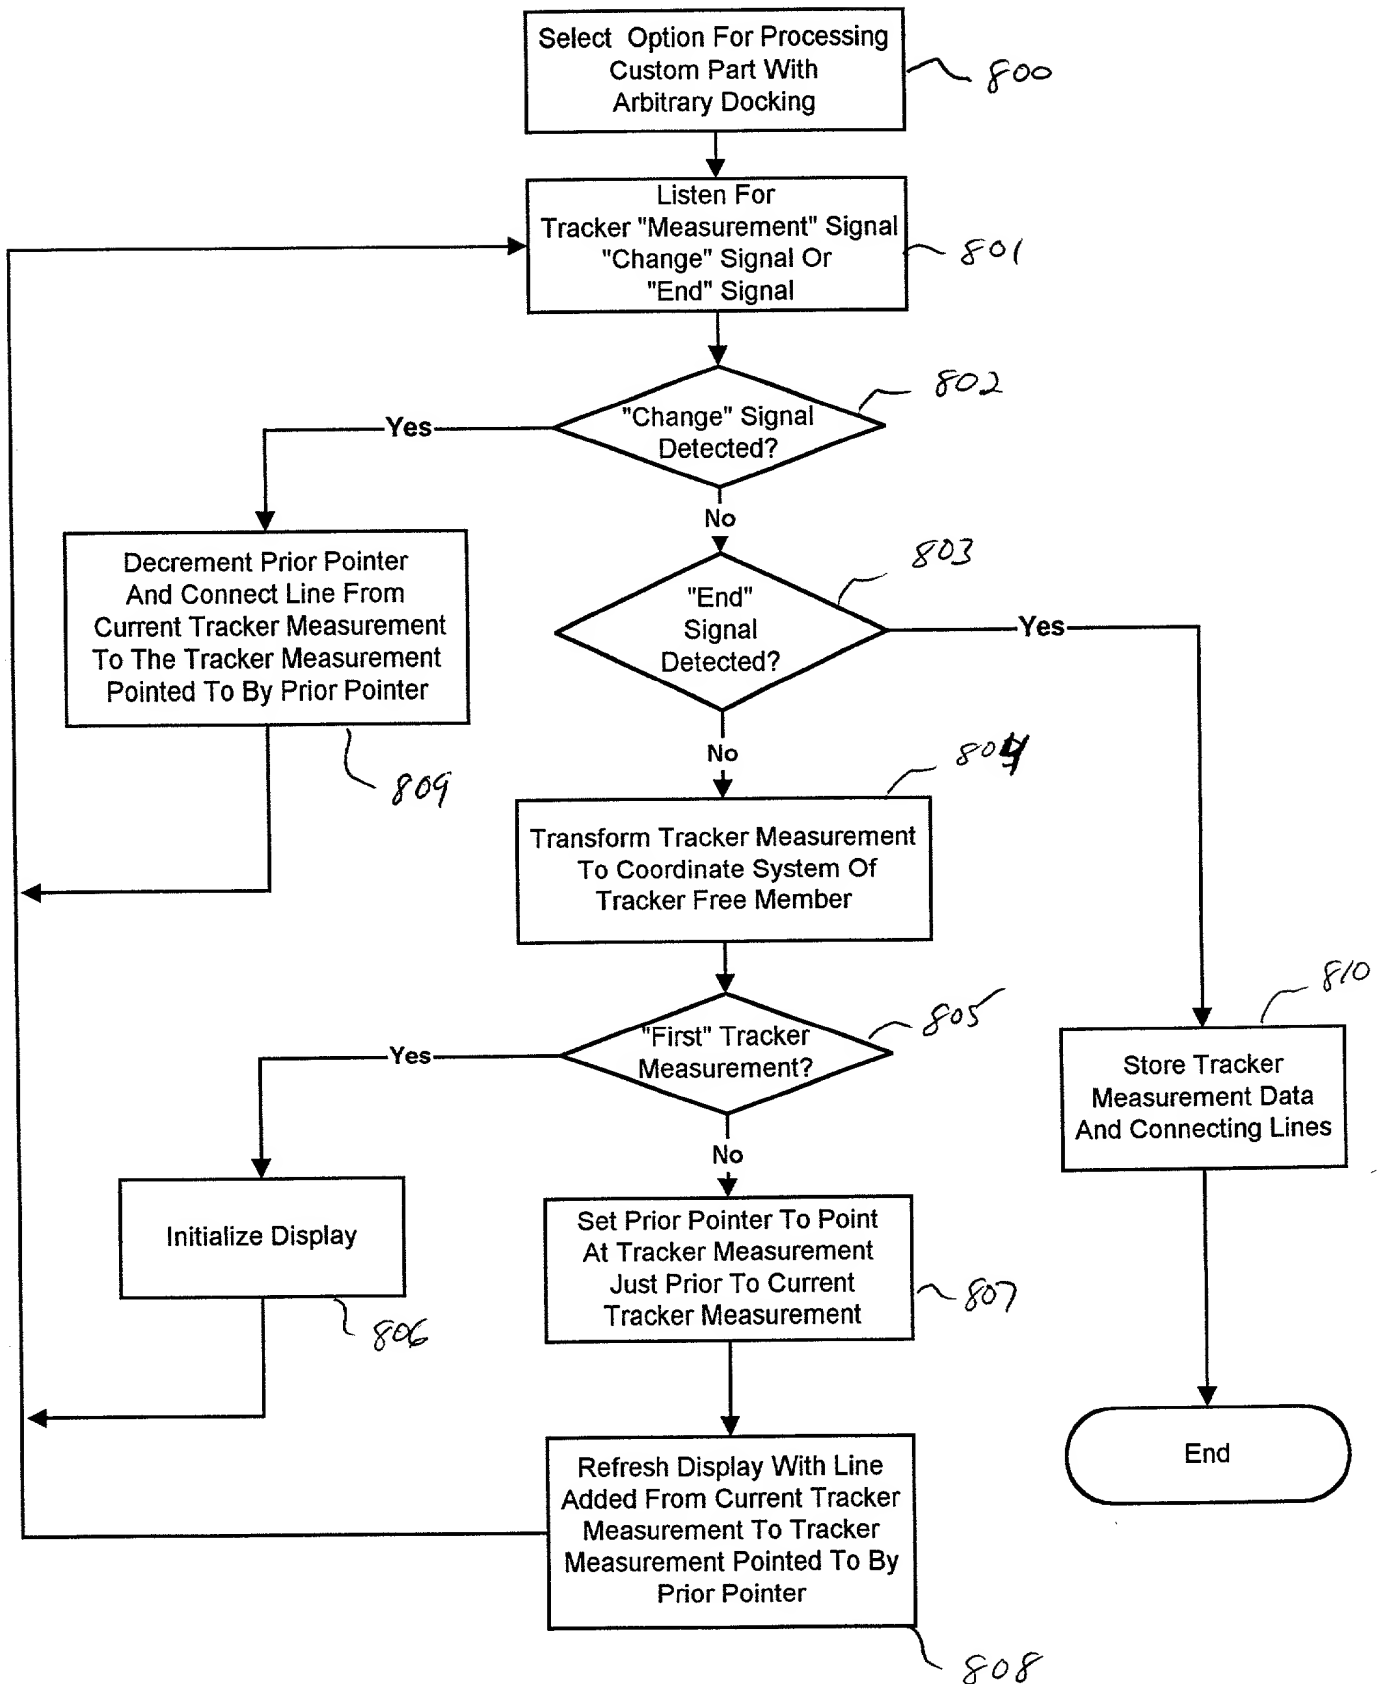 Select Option For Processing
Custom Part With
Arbitrary Docking
800
Listen For
Tracker "Measurement" Signal
"Change" Signal Or
"End" Signal
801
"Change" Signal
Detected?
802
Yes
No
Decrement Prior Pointer
And Connect Line From
Current Tracker Measurement
To The Tracker Measurement
Pointed To By Prior Pointer
809
"End"
Signal
Detected?
803
Yes
No
Transform Tracker Measurement
To Coordinate System Of
Tracker Free Member
804
"First" Tracker
Measurement?
805
Yes
No
Store Tracker
Measurement Data
And Connecting Lines
810
Initialize Display
806
Set Prior Pointer To Point
At Tracker Measurement
Just Prior To Current
Tracker Measurement
807
Refresh Display With Line
Added From Current Tracker
Measurement To Tracker
Measurement Pointed To By
Prior Pointer
808
End